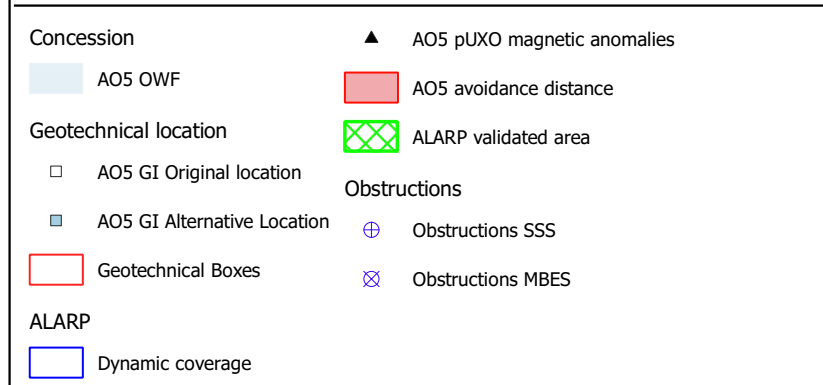 Concession
AO5 OWF
Geotechnical location
AO5 GI Original location
AO5 GI Alternative Location
Geotechnical Boxes
ALARP
Dynamic coverage
AO5 pUXO magnetic anomalies
AO5 avoidance distance
ALARP validated area
Obstructions
Obstructions SSS
Obstructions MBES